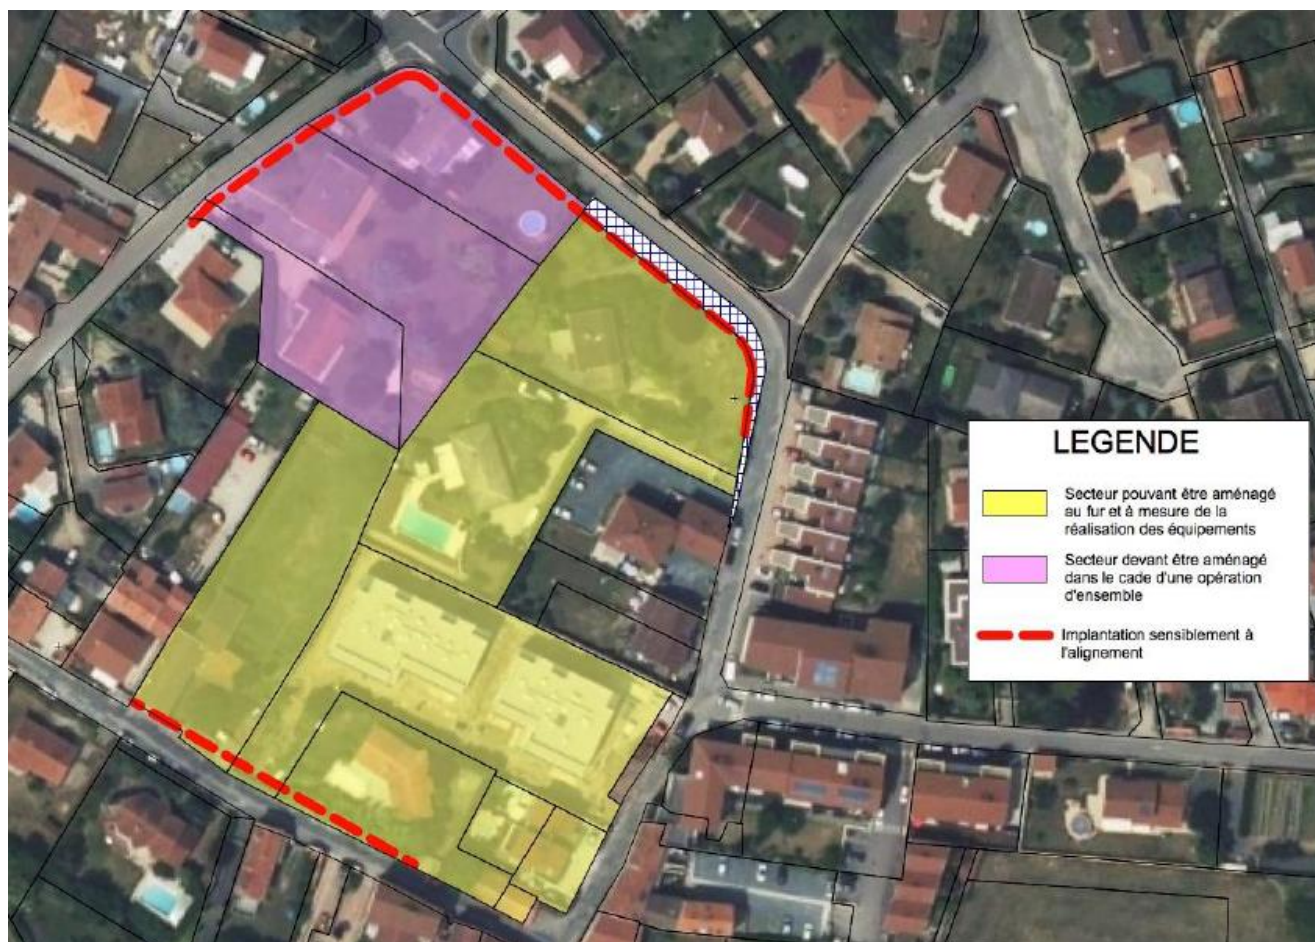 LEGENDE
Secteur pouvant être aménagé
au fur et à mesure de la
réalisation des équipements
Secteur devant être aménagé
dans le cade d'une opération
d'ensemble
Implantation sensiblement à
l'alignement